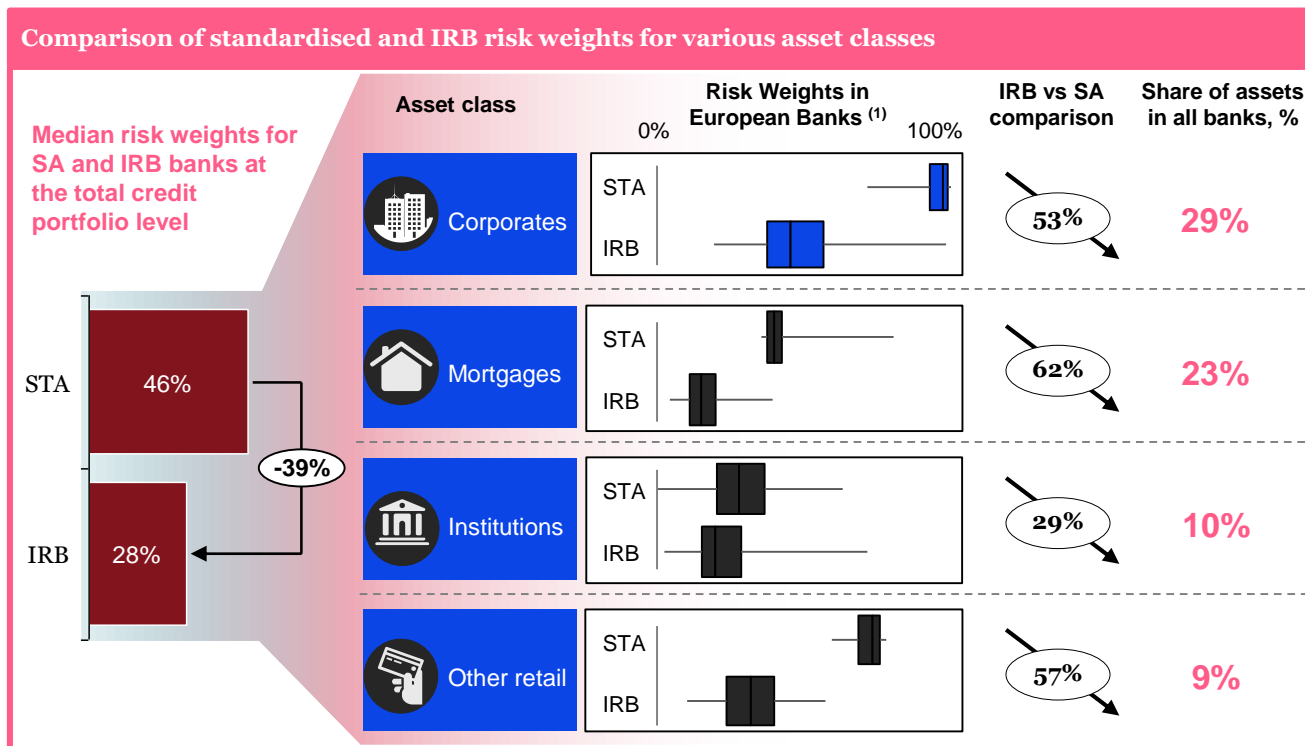 Comparison of standardised and IRB risk weights for various asset classes
Median risk weights for
SA and IRB banks at
the total credit
portfolio level
STA
46%
-39%
IRB
28%
Asset class
Risk Weights in
European Banks (1)
0%
100%
IRB vs SA
comparison
Share of assets
in all banks, %
Corporates
STA
IRB
53%
29%
Mortgages
STA
IRB
62%
23%
Institutions
STA
IRB
29%
10%
Other retail
STA
IRB
57%
9%